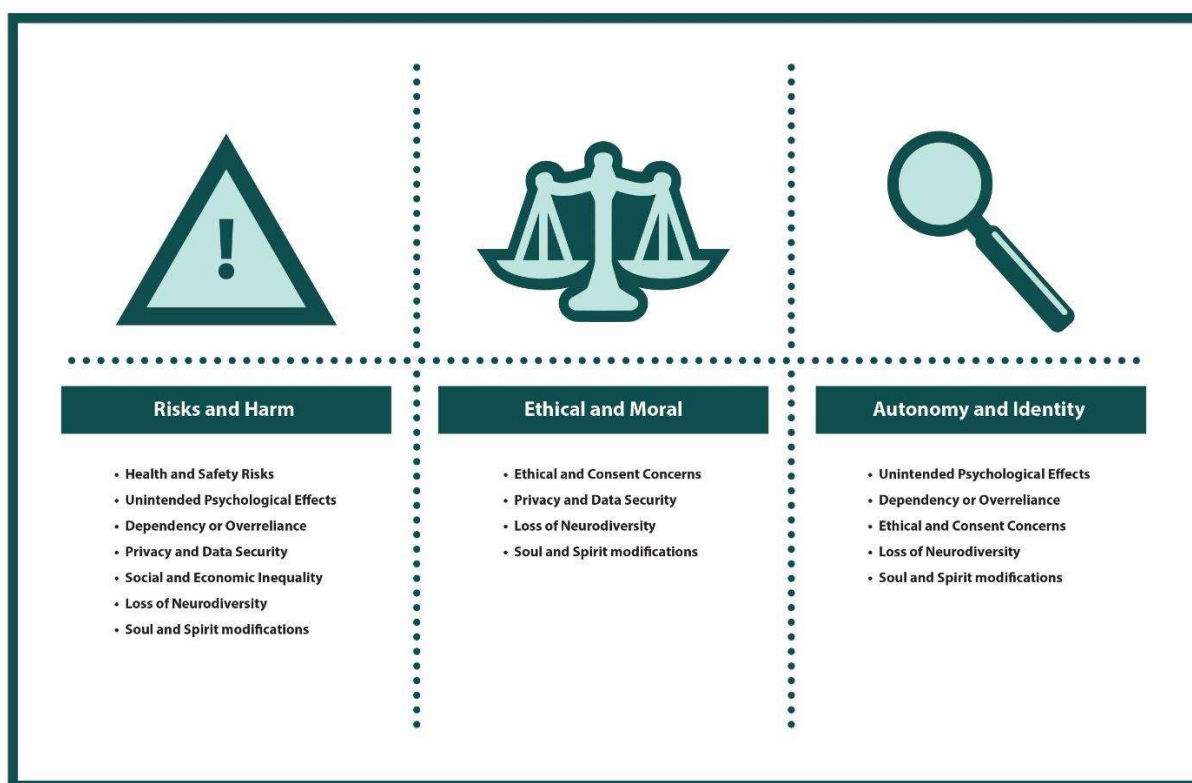 !
Risks and Harm
• Health and Safety Risks
• Unintended Psychological Effects
• Dependency or Overreliance
• Privacy and Data Security
• Social and Economic Inequality
• Loss of Neurodiversity
• Soul and Spirit modifications
Ethical and Moral
• Ethical and Consent Concerns
• Privacy and Data Security
• Loss of Neurodiversity
• Soul and Spirit modifications
Autonomy and Identity
• Unintended Psychological Effects
• Dependency or Overreliance
• Ethical and Consent Concerns
• Loss of Neurodiversity
• Soul and Spirit modifications